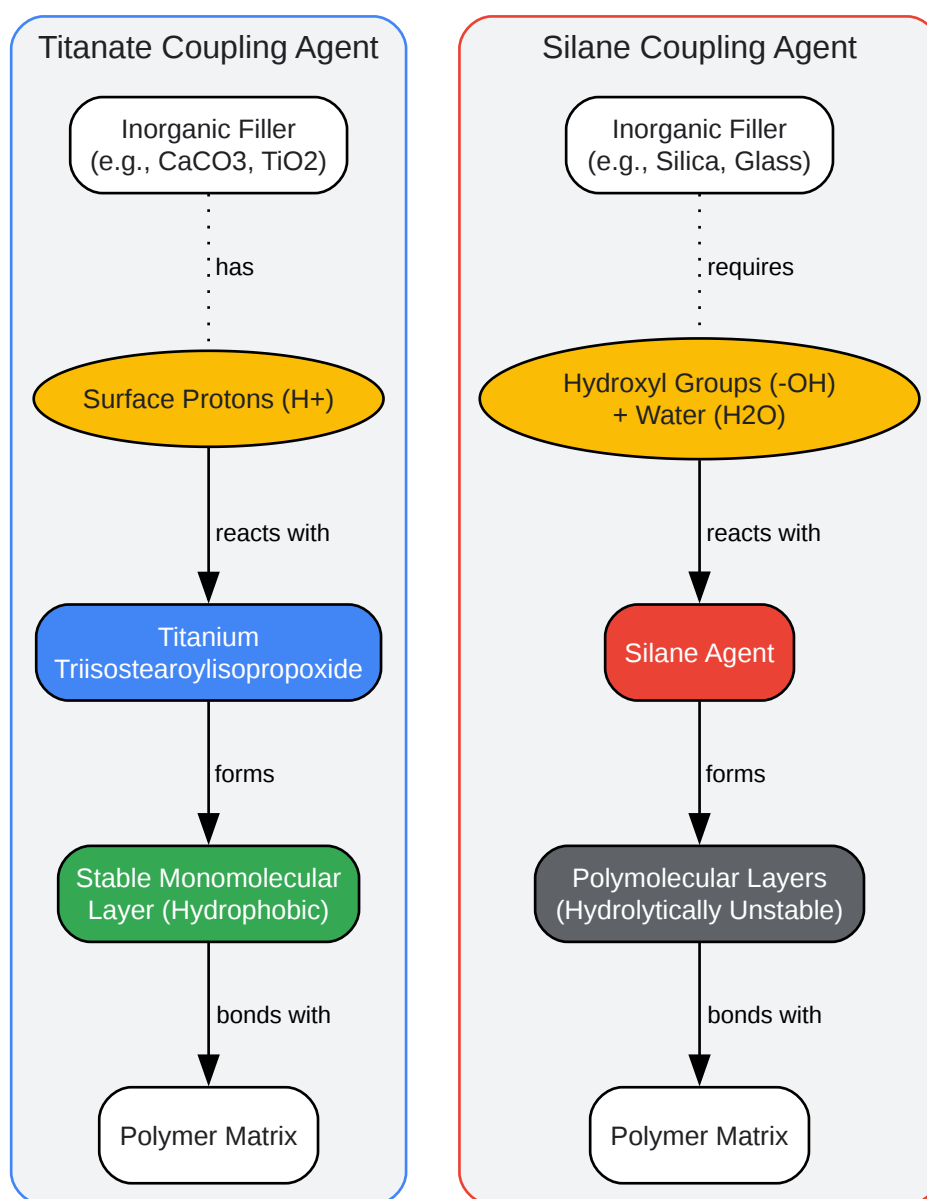 Titanate Coupling Agent
Inorganic Filler
(e.g., CaCO3, TiO2)
has
Surface Protons (H+)
reacts with
Titanium
Triisostearoylisopropoxide
forms
Stable Monomolecular
Layer (Hydrophobic)
bonds with
Polymer Matrix
Silane Coupling Agent
Inorganic Filler
(e.g., Silica, Glass)
requires
Hydroxyl Groups (-OH)
+ Water (H2O)
reacts with
Silane Agent
forms
Polymolecular Layers
(Hydrolytically Unstable)
bonds with
Polymer Matrix